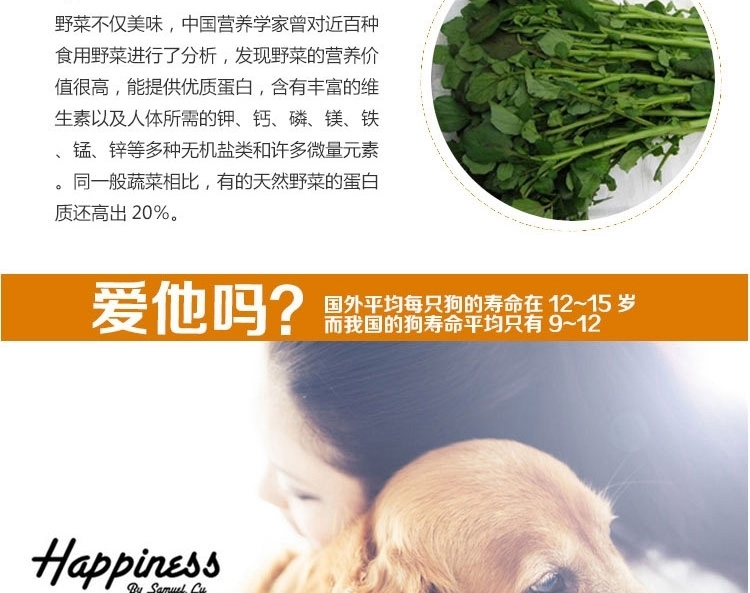 野菜不仅美味，中国营养学家曾对近百种
食用野菜进行了分析，发现野菜的营养价
值很高，能提供优质蛋白，含有丰富的维
生素以及人体所需的钾、钙、磷、镁、铁
、锰、锌等多种无机盐类和许多微量元素
。同一般蔬菜相比，有的天然野菜的蛋白
质还高出 20%。
爱他吗？
国外平均每只狗的寿命在 12~15 岁
而我国的狗寿命平均只有 9~12
Happiness
By Samuel Cy